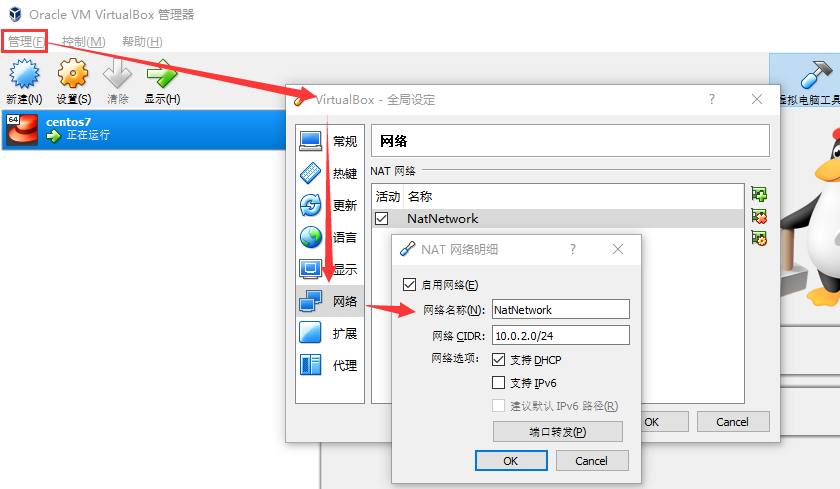 Oracle VM VirtualBox 管理器
管理(F) 控制(M) 帮助(H)
新建(N) 设置(S) 清除 显示(H)
虚拟电脑工具
64
centos7
正在运行
VirtualBox - 全局设定
?
常规
热键
更新
语言
显示
网络
扩展
代理
网络
NAT 网络
活动 名称
NatNetwork
OK Cancel
NAT 网络明细
?
启用网络(E)
网络名称(N): NatNetwork
网络 CIDR: 10.0.2.0/24
网络选项: 支持 DHCP
支持 IPv6
建议默认 IPv6 路径(R)
端口转发(P)
OK Cancel